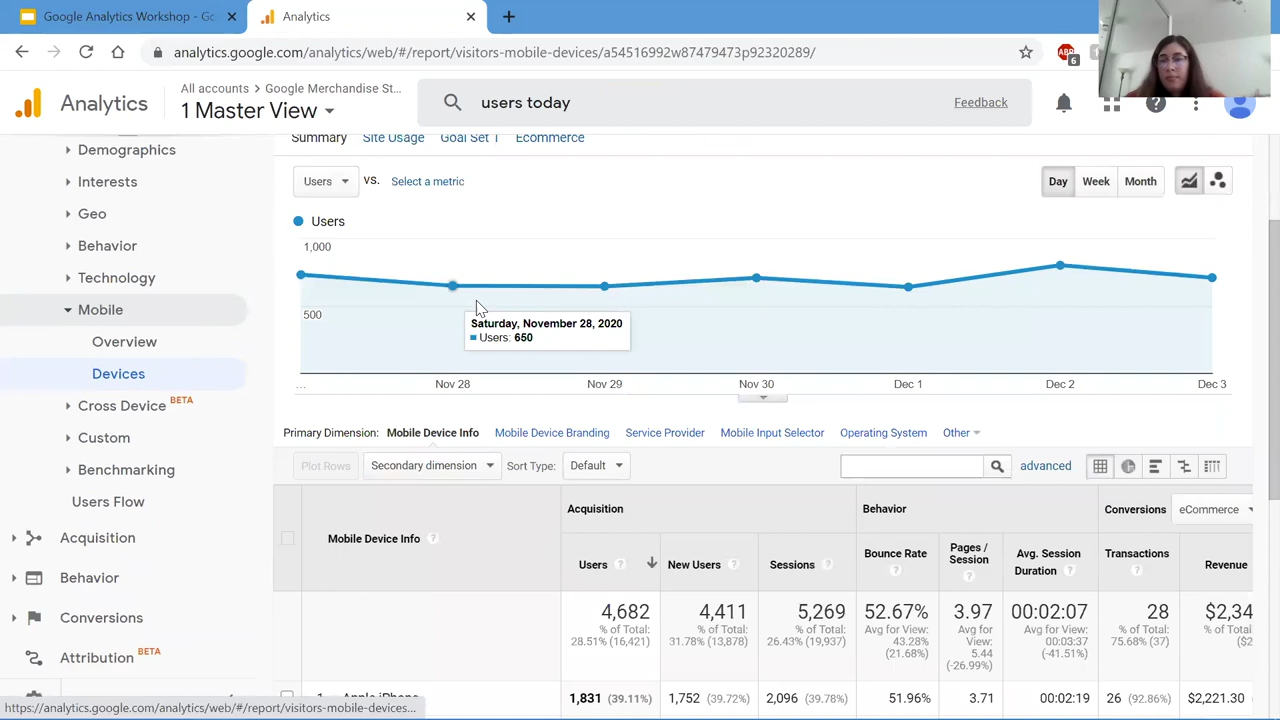 Google Analytics Workshop - Go
Analytics
analytics.google.com/analytics/web/#/report/visitors-mobile-devices/a54516992w87479473p92320289/
6
Analytics
All accounts > Google Merchandise St...
1 Master View
users today
Feedback
Demographics
Interests
Geo
Behavior
Technology
Mobile
Overview
Devices
Cross Device BETA
Custom
Benchmarking
Users Flow
Acquisition
Behavior
Conversions
Attribution BETA
Summary Site Usage Goal Set 1 Ecommerce
Users VS. Select a metric
Day Week Month
Users
1,000
500
Saturday, November 28, 2020
Users: 650
... Nov 28 Nov 29 Nov 30 Dec 1 Dec 2 Dec 3
Primary Dimension: Mobile Device Info Mobile Device Branding Service Provider Mobile Input Selector Operating System Other
Plot Rows Secondary dimension Sort Type: Default advanced
Acquisition Behavior Conversions eCommerce
Mobile Device Info ? Users ? New Users ? Sessions ? Bounce Rate ? Pages / Session ? Avg. Session Duration ? Transactions ? Revenue
4,682 4,411 5,269 52.67% 3.97 00:02:07 28 $2,34
% of Total: 28.51% (16,421) % of Total: 31.78% (13,878) % of Total: 26.43% (19,937) Avg for View: 43.28% (21.68%) Avg for View: 5.44 (-26.99%) Avg for View: 00:03:37 (-41.51%) % of Total: 75.68% (37) % of
1. Apple iPhone 1,831 (39.11%) 1,752 (39.72%) 2,096 (39.78%) 51.96% 3.71 00:02:19 26 (92.86%) $2,221.30
https://analytics.google.com/analytics/web/#/report/visitors-mobile-devices...